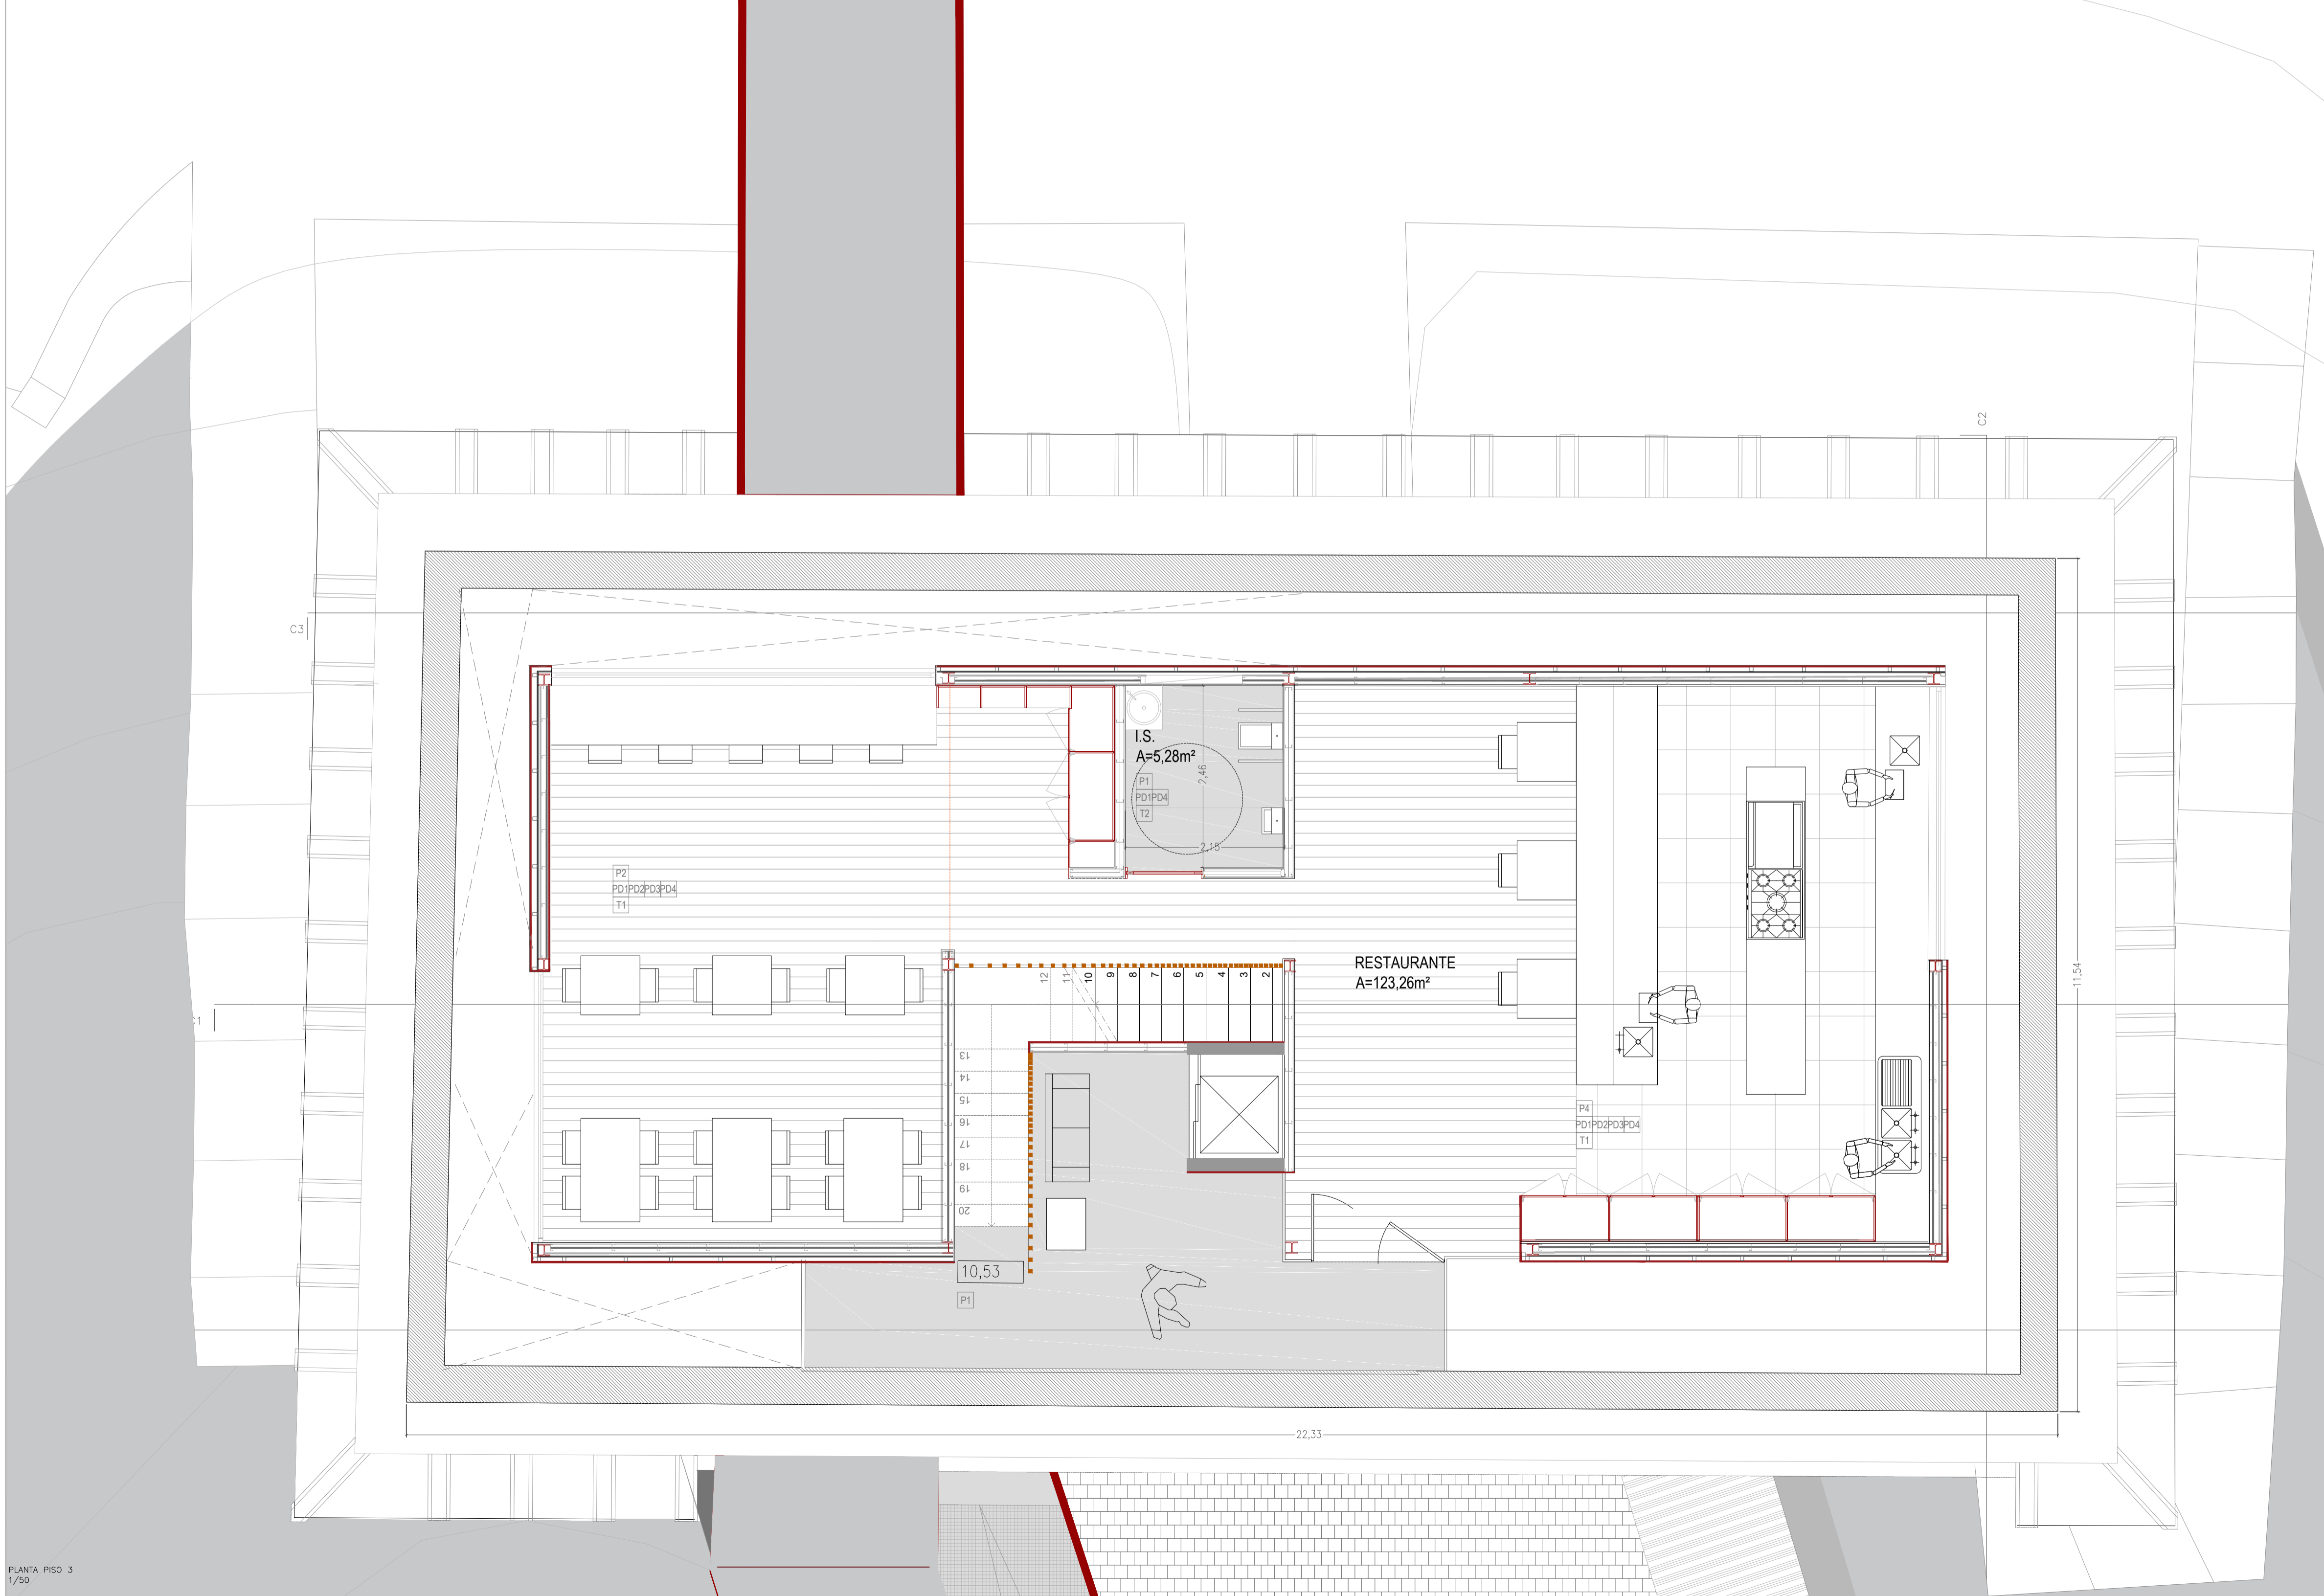 C2
C3
I.S.
A=5,28m²
2,46
P1
PD1PD4
T2
2,15
P2
PD1PD2PD3PD4
T1
RESTAURANTE
A=123,26m²
11,54
12
11
10
9
8
7
6
5
4
3
2
13
14
15
16
17
18
19
20
P4
PD1PD2PD3PD4
T1
10,53
P1
22,33
PLANTA PISO 3
1/50